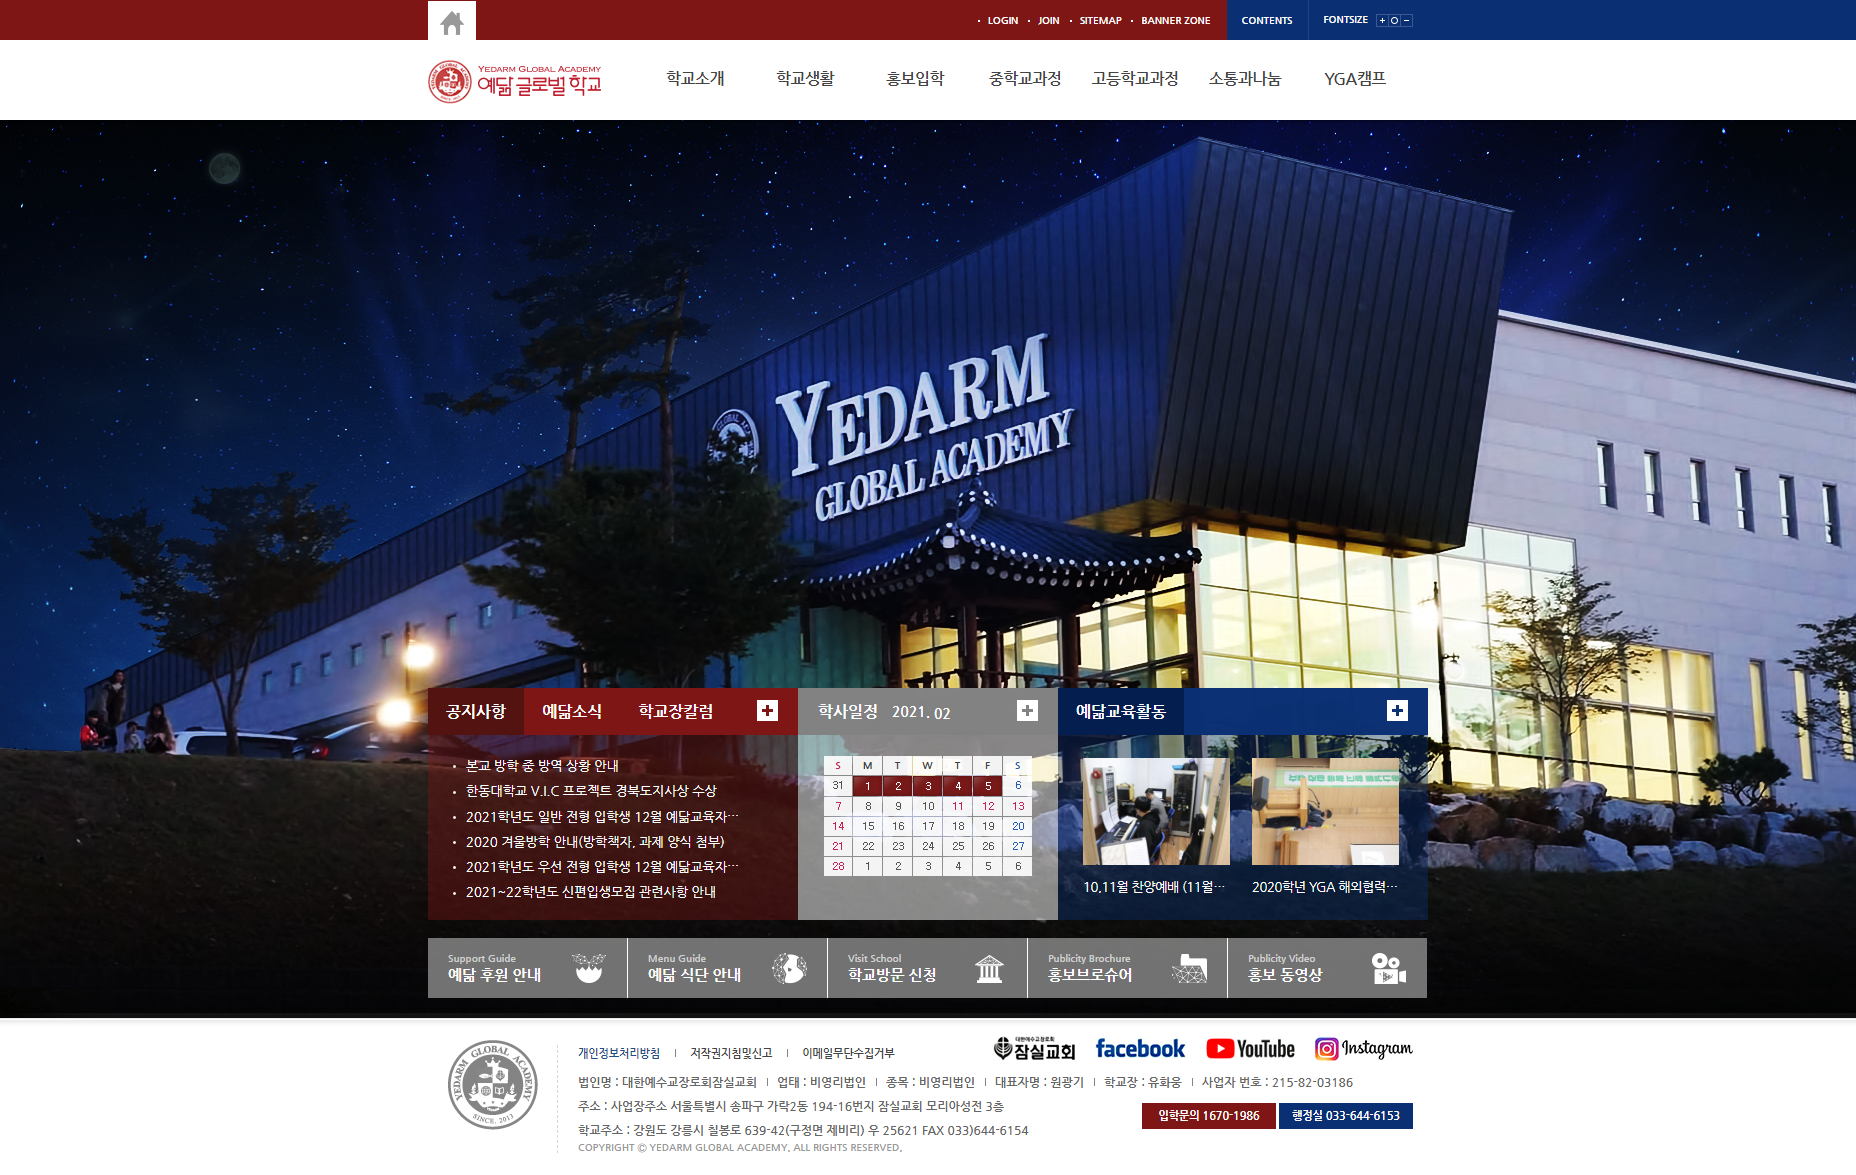 LOGIN JOIN SITEMAP BANNER ZONE CONTENTS FONTSIZE
YEDARM GLOBAL ACADEMY
예닮 글로벌 학교
학교소개 학교생활 홍보입학 중학교과정 고등학교과정 소통과나눔 YGA캠프
YEDARM
GLOBAL ACADEMY
공지사항 예닮소식 학교장칼럼
본교 방학 중 방역 상황 안내
한동대학교 V.I.C 프로젝트 경북도지사상 수상
2021학년도 일반 전형 입학생 12월 예닮교육자…
2020 겨울방학 안내(방학책자, 과제 양식 첨부)
2021학년도 우선 전형 입학생 12월 예닮교육자…
2021~22학년도 신편입생모집 관련사항 안내
학사일정 2021. 02
S M T W T F S
31 1 2 3 4 5 6
7 8 9 10 11 12 13
14 15 16 17 18 19 20
21 22 23 24 25 26 27
28 1 2 3 4 5 6
예닮교육활동
10,11월 찬양예배 (11월…
2020학년 YGA 해외협력…
Support Guide
예닮 후원 안내
Menu Guide
예닮 식단 안내
Visit School
학교방문 신청
Publicity Brochure
홍보브로슈어
Publicity Video
홍보 동영상
YEDARM GLOBAL ACADEMY
SINCE. 2013
개인정보처리방침 저작권지침및신고 이메일무단수집거부
대한예수교장로회
잠실교회
facebook
YouTube
Instagram
법인명 : 대한예수교장로회잠실교회 업태 : 비영리법인 종목 : 비영리법인 대표자명 : 원광기 학교장 : 유화웅 사업자 번호 : 215-82-03186
주소 : 사업장주소 서울특별시 송파구 가락2동 194-16번지 잠실교회 모리아성전 3층
입학문의 1670-1986
행정실 033-644-6153
학교주소 : 강원도 강릉시 칠봉로 639-42(구정면 제비리) 우 25621 FAX 033)644-6154
COPYRIGHT © YEDARM GLOBAL ACADEMY. ALL RIGHTS RESERVED.